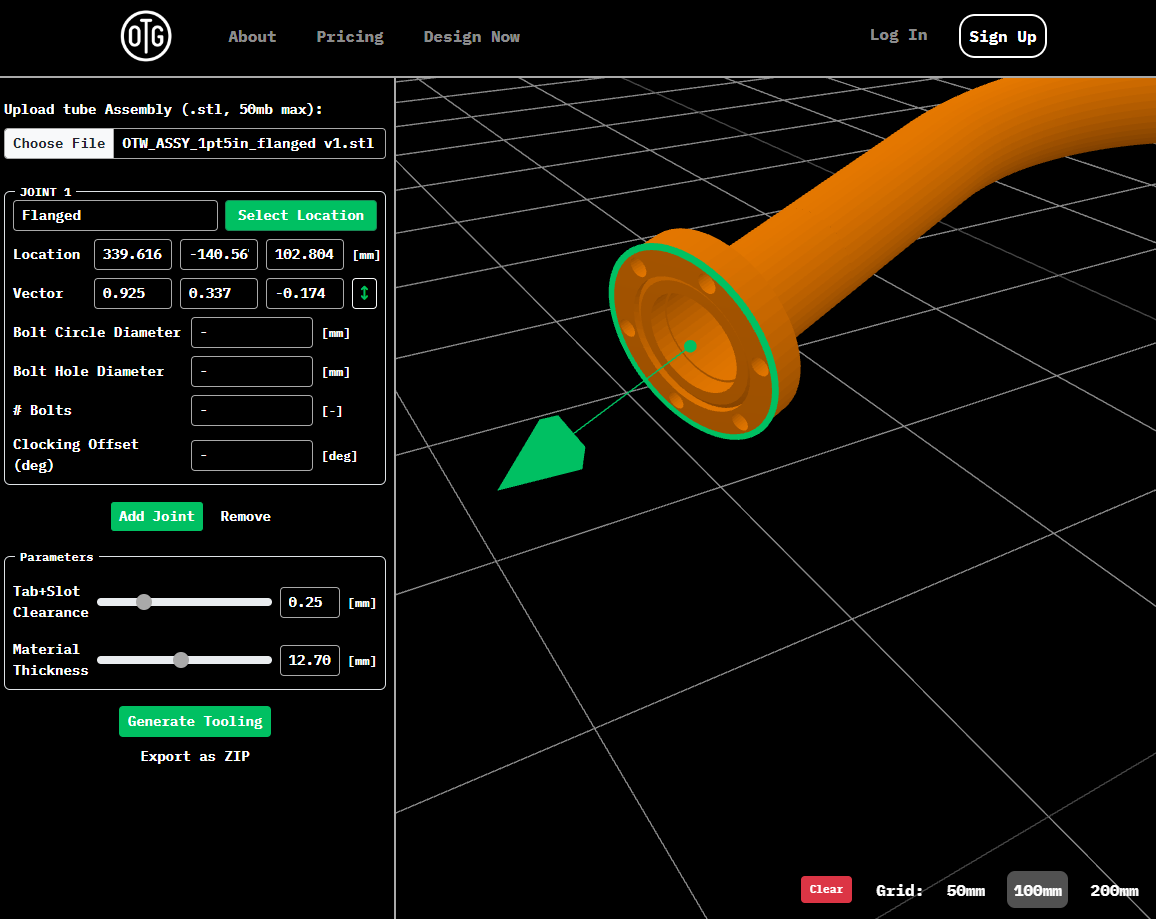 OTG
About
Pricing
Design Now
Log In
Sign Up
Upload tube Assembly (.stl, 50mb max):
Choose File OTW_ASSY_1pt5in_flanged v1.stl
JOINT 1
Flanged
Select Location
Location 339.616 -140.56 102.804 [mm]
Vector 0.925 0.337 -0.174
Bolt Circle Diameter - [mm]
Bolt Hole Diameter - [mm]
# Bolts - [-]
Clocking Offset
(deg) - [deg]
Add Joint Remove
Parameters
Tab+Slot
Clearance 0.25 [mm]
Material
Thickness 12.70 [mm]
Generate Tooling
Export as ZIP
Clear Grid: 50mm 100mm 200mm